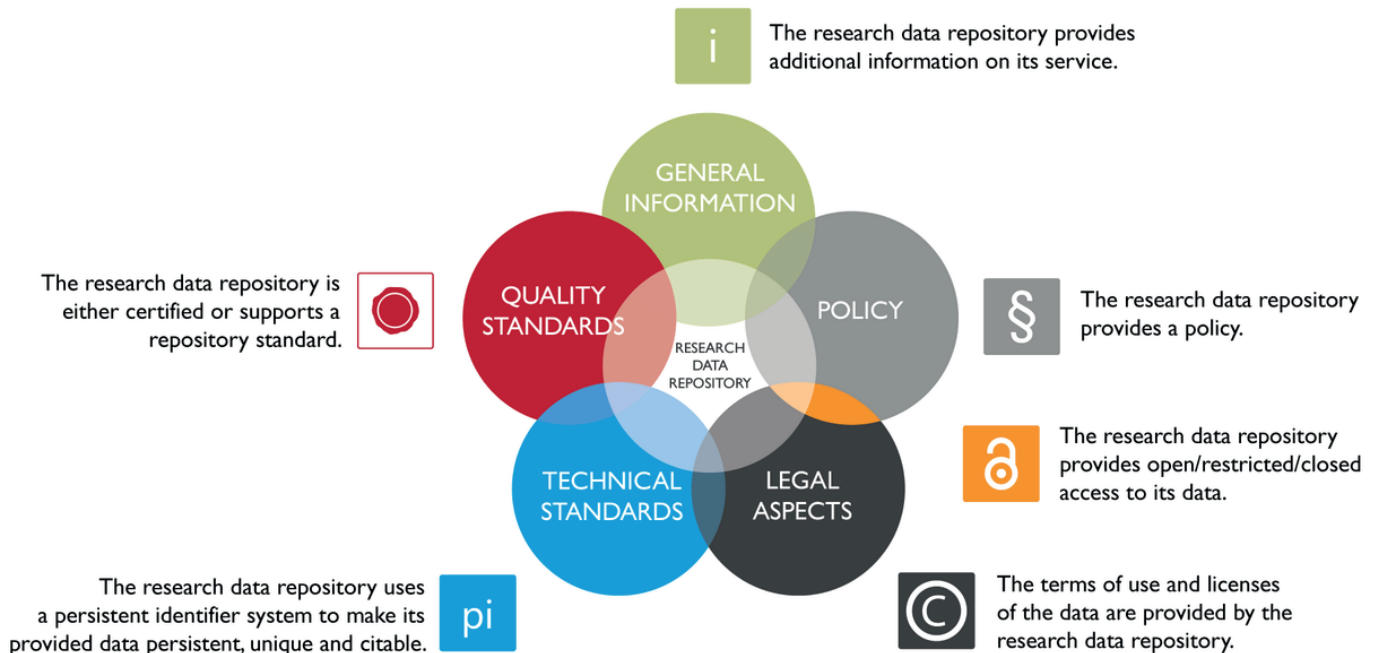 i
The research data repository provides
additional information on its service.
GENERAL
INFORMATION
QUALITY
STANDARDS
POLICY
RESEARCH
DATA
REPOSITORY
TECHNICAL
STANDARDS
LEGAL
ASPECTS
The research data repository is
either certified or supports a
repository standard.
§
The research data repository
provides a policy.
The research data repository
provides open/restricted/closed
access to its data.
The research data repository uses
a persistent identifier system to make its
provided data persistent, unique and citable.
pi
C
The terms of use and licenses
of the data are provided by the
research data repository.